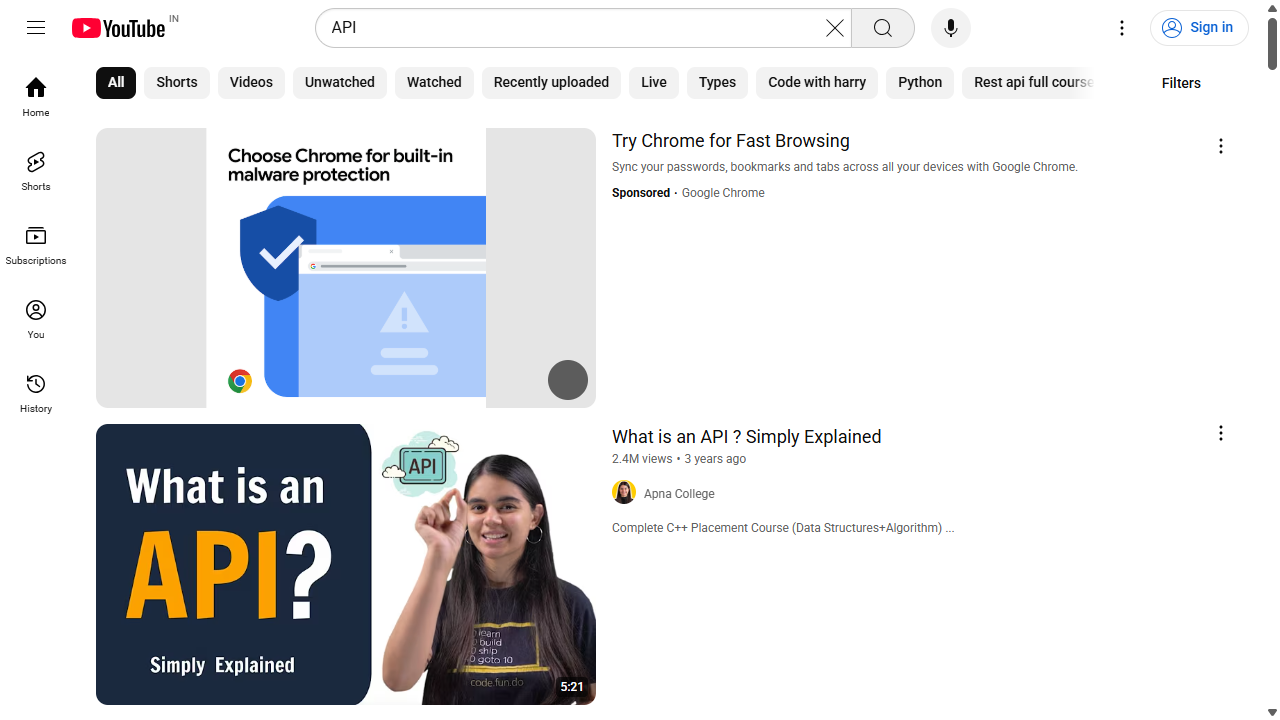 YouTube IN
API
Sign in
All
Shorts
Videos
Unwatched
Watched
Recently uploaded
Live
Types
Code with harry
Python
Rest api full course
Filters
Home
Shorts
Subscriptions
You
History
Choose Chrome for built-in
malware protection
Try Chrome for Fast Browsing
Sync your passwords, bookmarks and tabs across all your devices with Google Chrome.
Sponsored · Google Chrome
What is an
API?
Simply Explained
API
learn
build
ship
goto 10
code.fun.do
5:21
What is an API ? Simply Explained
2.4M views • 3 years ago
Apna College
Complete C++ Placement Course (Data Structures+Algorithm) ...